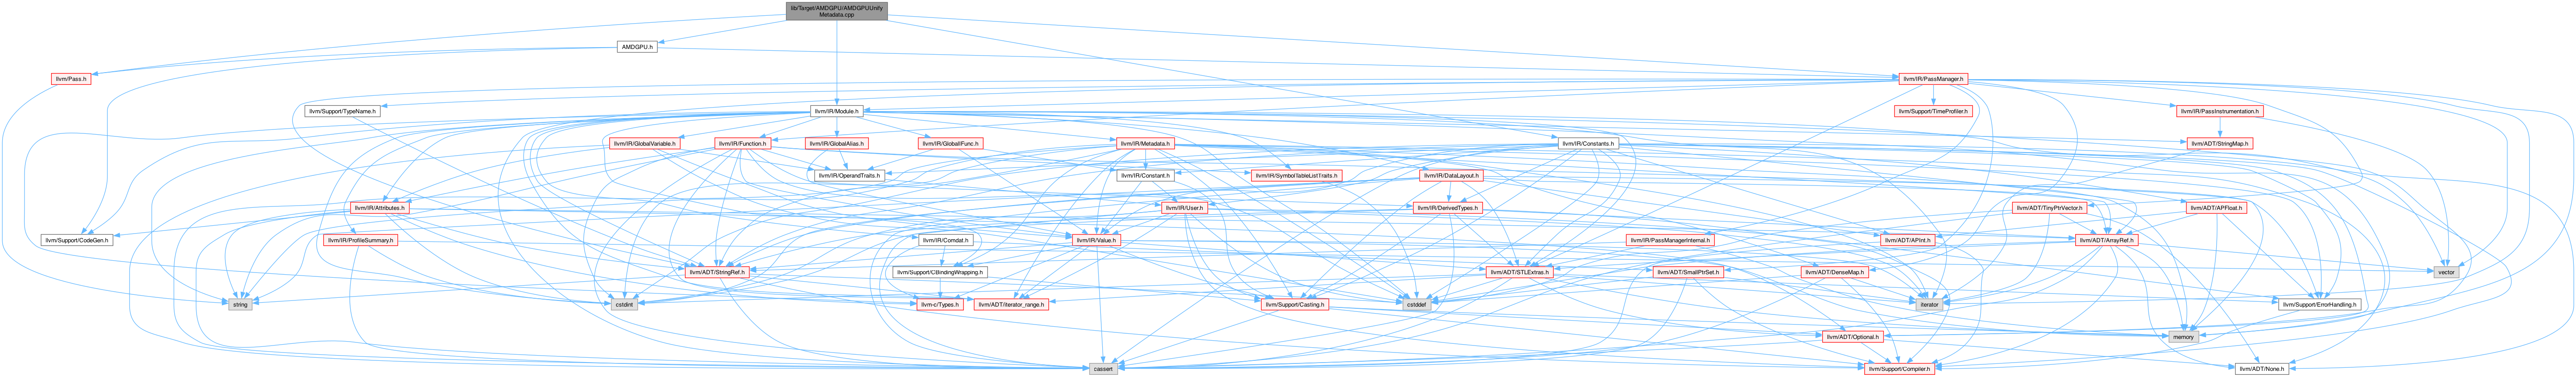 lib/Target/AMDGPU/AMDGPUUnify
Metadata.cpp
AMDGPU.h
llvm/Pass.h
llvm/IR/PassManager.h
llvm/Support/TypeName.h
llvm/IR/Module.h
llvm/Support/TimeProfiler.h
llvm/IR/PassInstrumentation.h
llvm/IR/GlobalVariable.h
llvm/IR/Function.h
llvm/IR/GlobalAlias.h
llvm/IR/GlobalIFunc.h
llvm/IR/Metadata.h
llvm/IR/Constants.h
llvm/ADT/StringMap.h
llvm/IR/OperandTraits.h
llvm/IR/Constant.h
llvm/IR/SymbolTableListTraits.h
llvm/IR/DataLayout.h
llvm/IR/Attributes.h
llvm/IR/User.h
llvm/IR/DerivedTypes.h
llvm/ADT/TinyPtrVector.h
llvm/ADT/APFloat.h
llvm/Support/CodeGen.h
llvm/IR/ProfileSummary.h
llvm/IR/Comdat.h
llvm/IR/Value.h
llvm/IR/PassManagerInternal.h
llvm/ADT/APInt.h
llvm/ADT/ArrayRef.h
llvm/ADT/StringRef.h
llvm/Support/CBindingWrapping.h
llvm/ADT/STLExtras.h
llvm/ADT/SmallPtrSet.h
llvm/ADT/DenseMap.h
vector
string
cstdint
llvm-c/Types.h
llvm/ADT/iterator_range.h
llvm/Support/Casting.h
cstddef
iterator
llvm/Support/ErrorHandling.h
llvm/ADT/Optional.h
memory
cassert
llvm/Support/Compiler.h
llvm/ADT/None.h